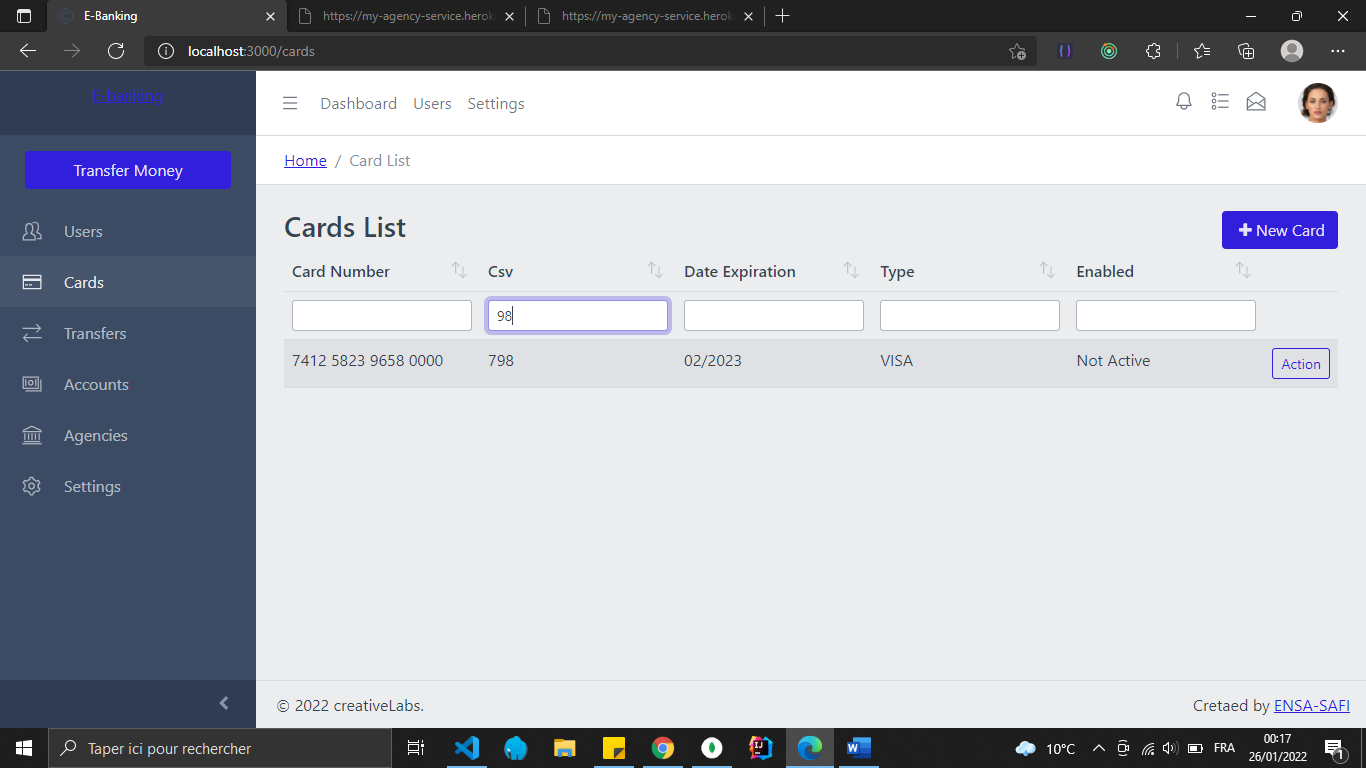 E-Banking
https://my-agency-service.herok
https://my-agency-service.herok
localhost:3000/cards
E-banking
Dashboard Users Settings
Transfer Money
Home / Card List
Users
Cards
Transfers
Accounts
Agencies
Settings
Cards List
+ New Card
Card Number Csv Date Expiration Type Enabled
98
7412 5823 9658 0000 798 02/2023 VISA Not Active Action
© 2022 creativeLabs.
Cretaed by ENSA-SAFI
Taper ici pour rechercher
10°C
FRA
00:17
26/01/2022
1